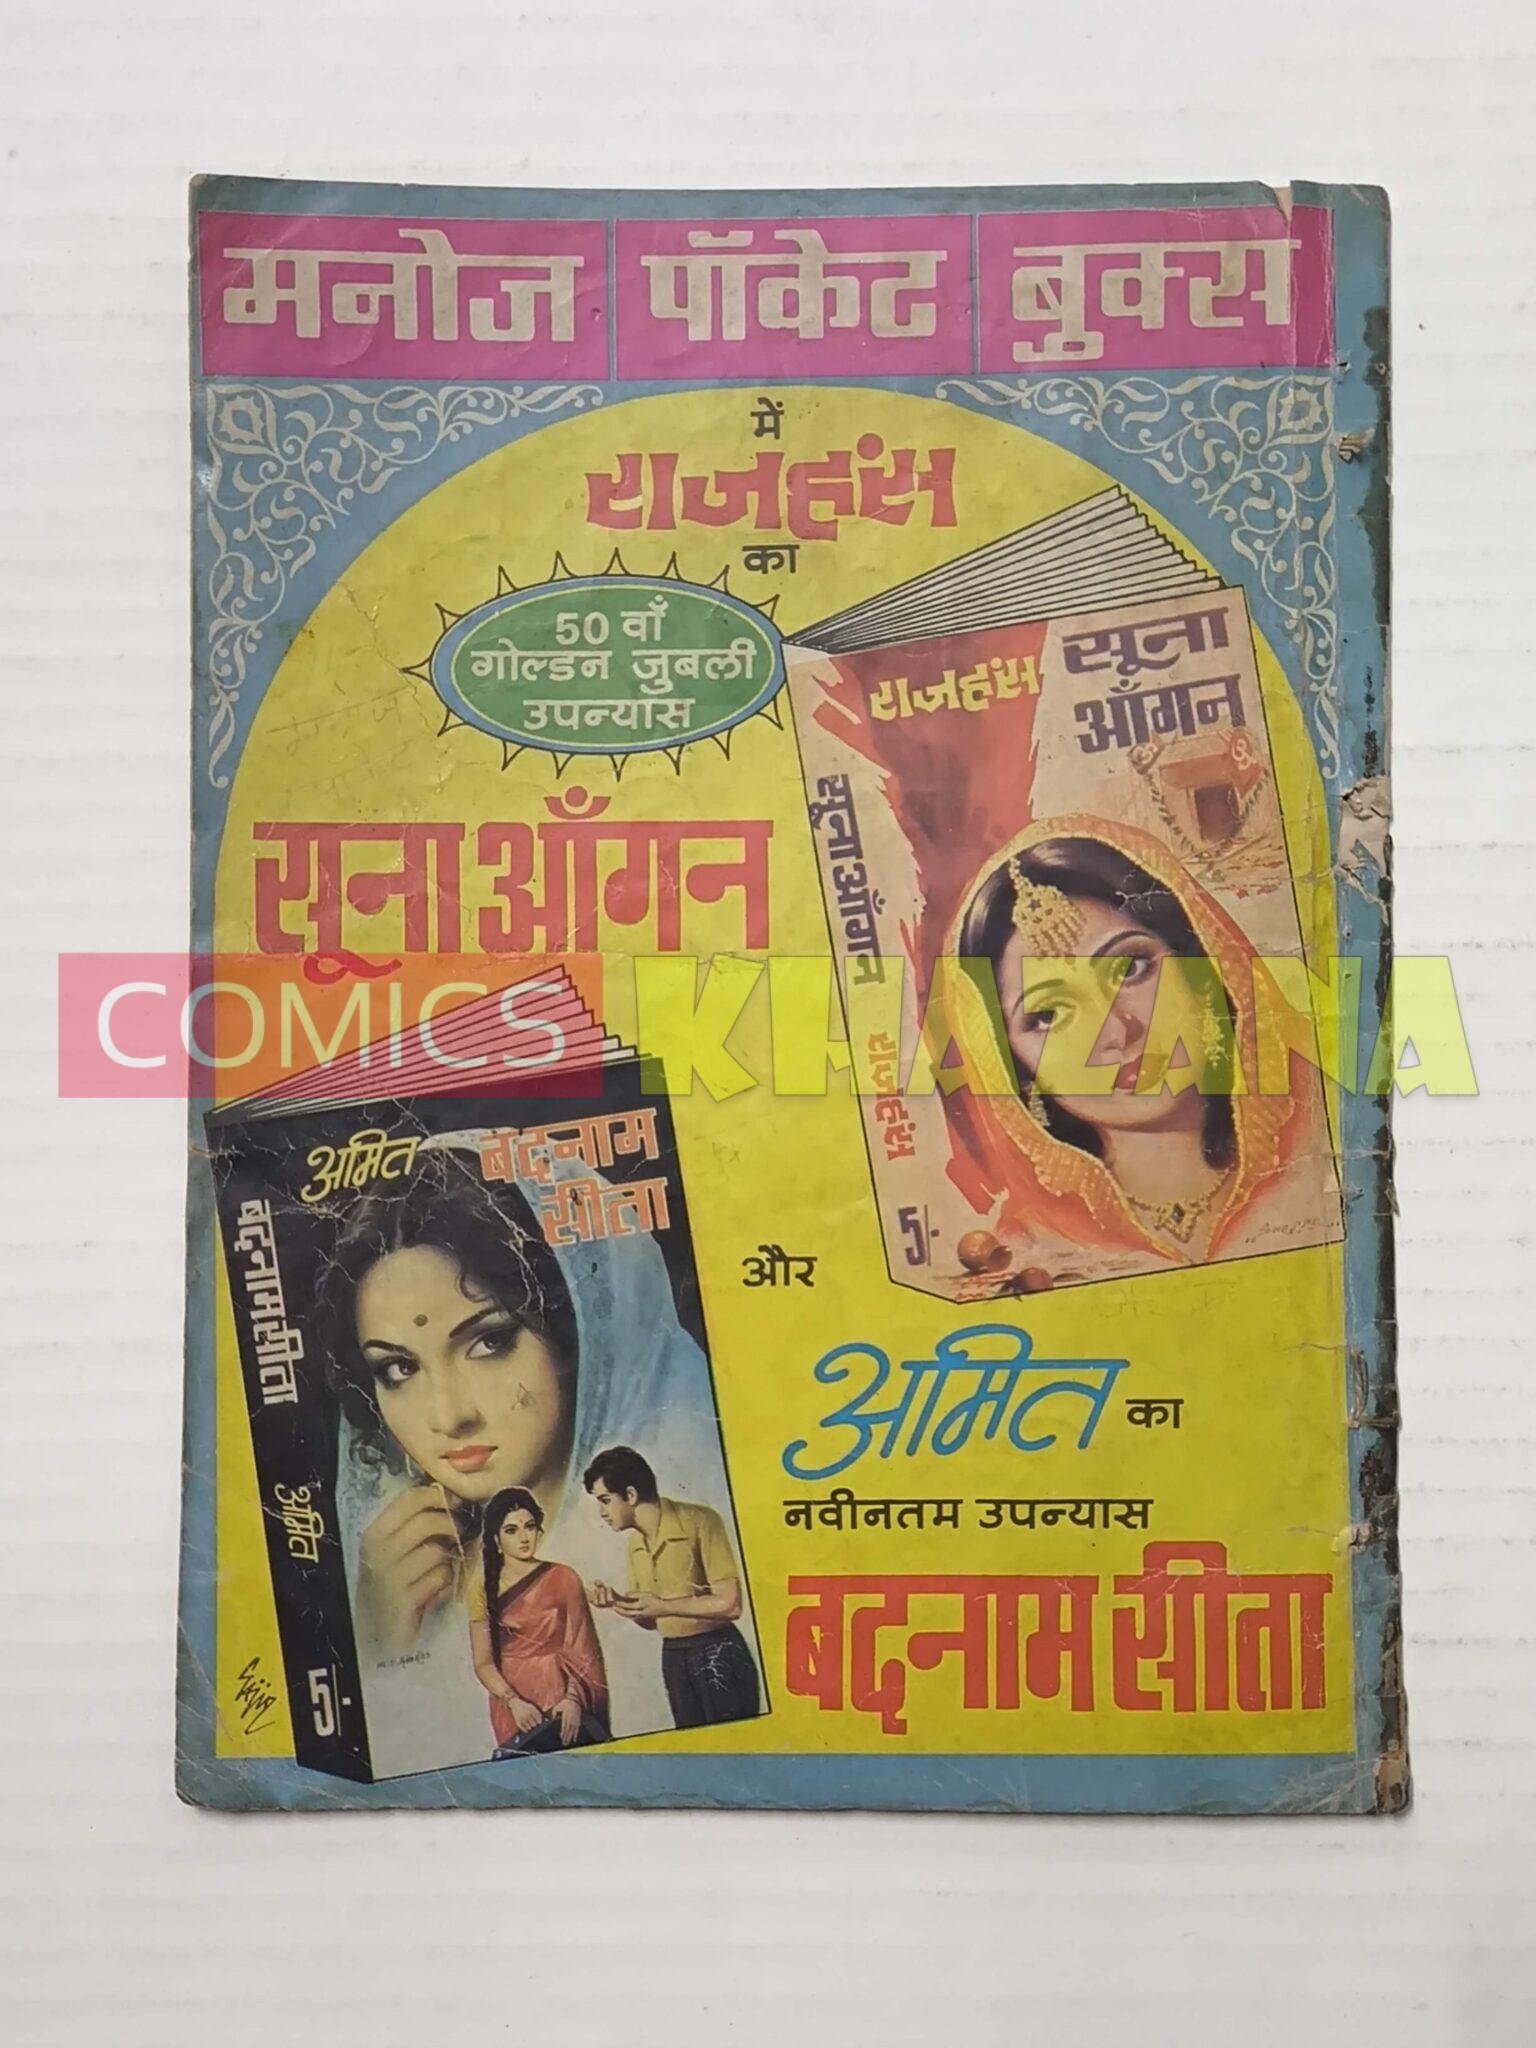 मनोज पॉकेट बुक्स
में
राजहंस
का
50 वाँ
गोल्डन जुबली
उपन्यास
सूना आँगन
राजहंस
सूना
आँगन
सूना आँगन राजहंस
5/-
COMICS KHAZANA
अमित
बदनाम
सीता
बदनाम सीता अमित
5/-
और
अमित का
नवीनतम उपन्यास
बदनाम सीता